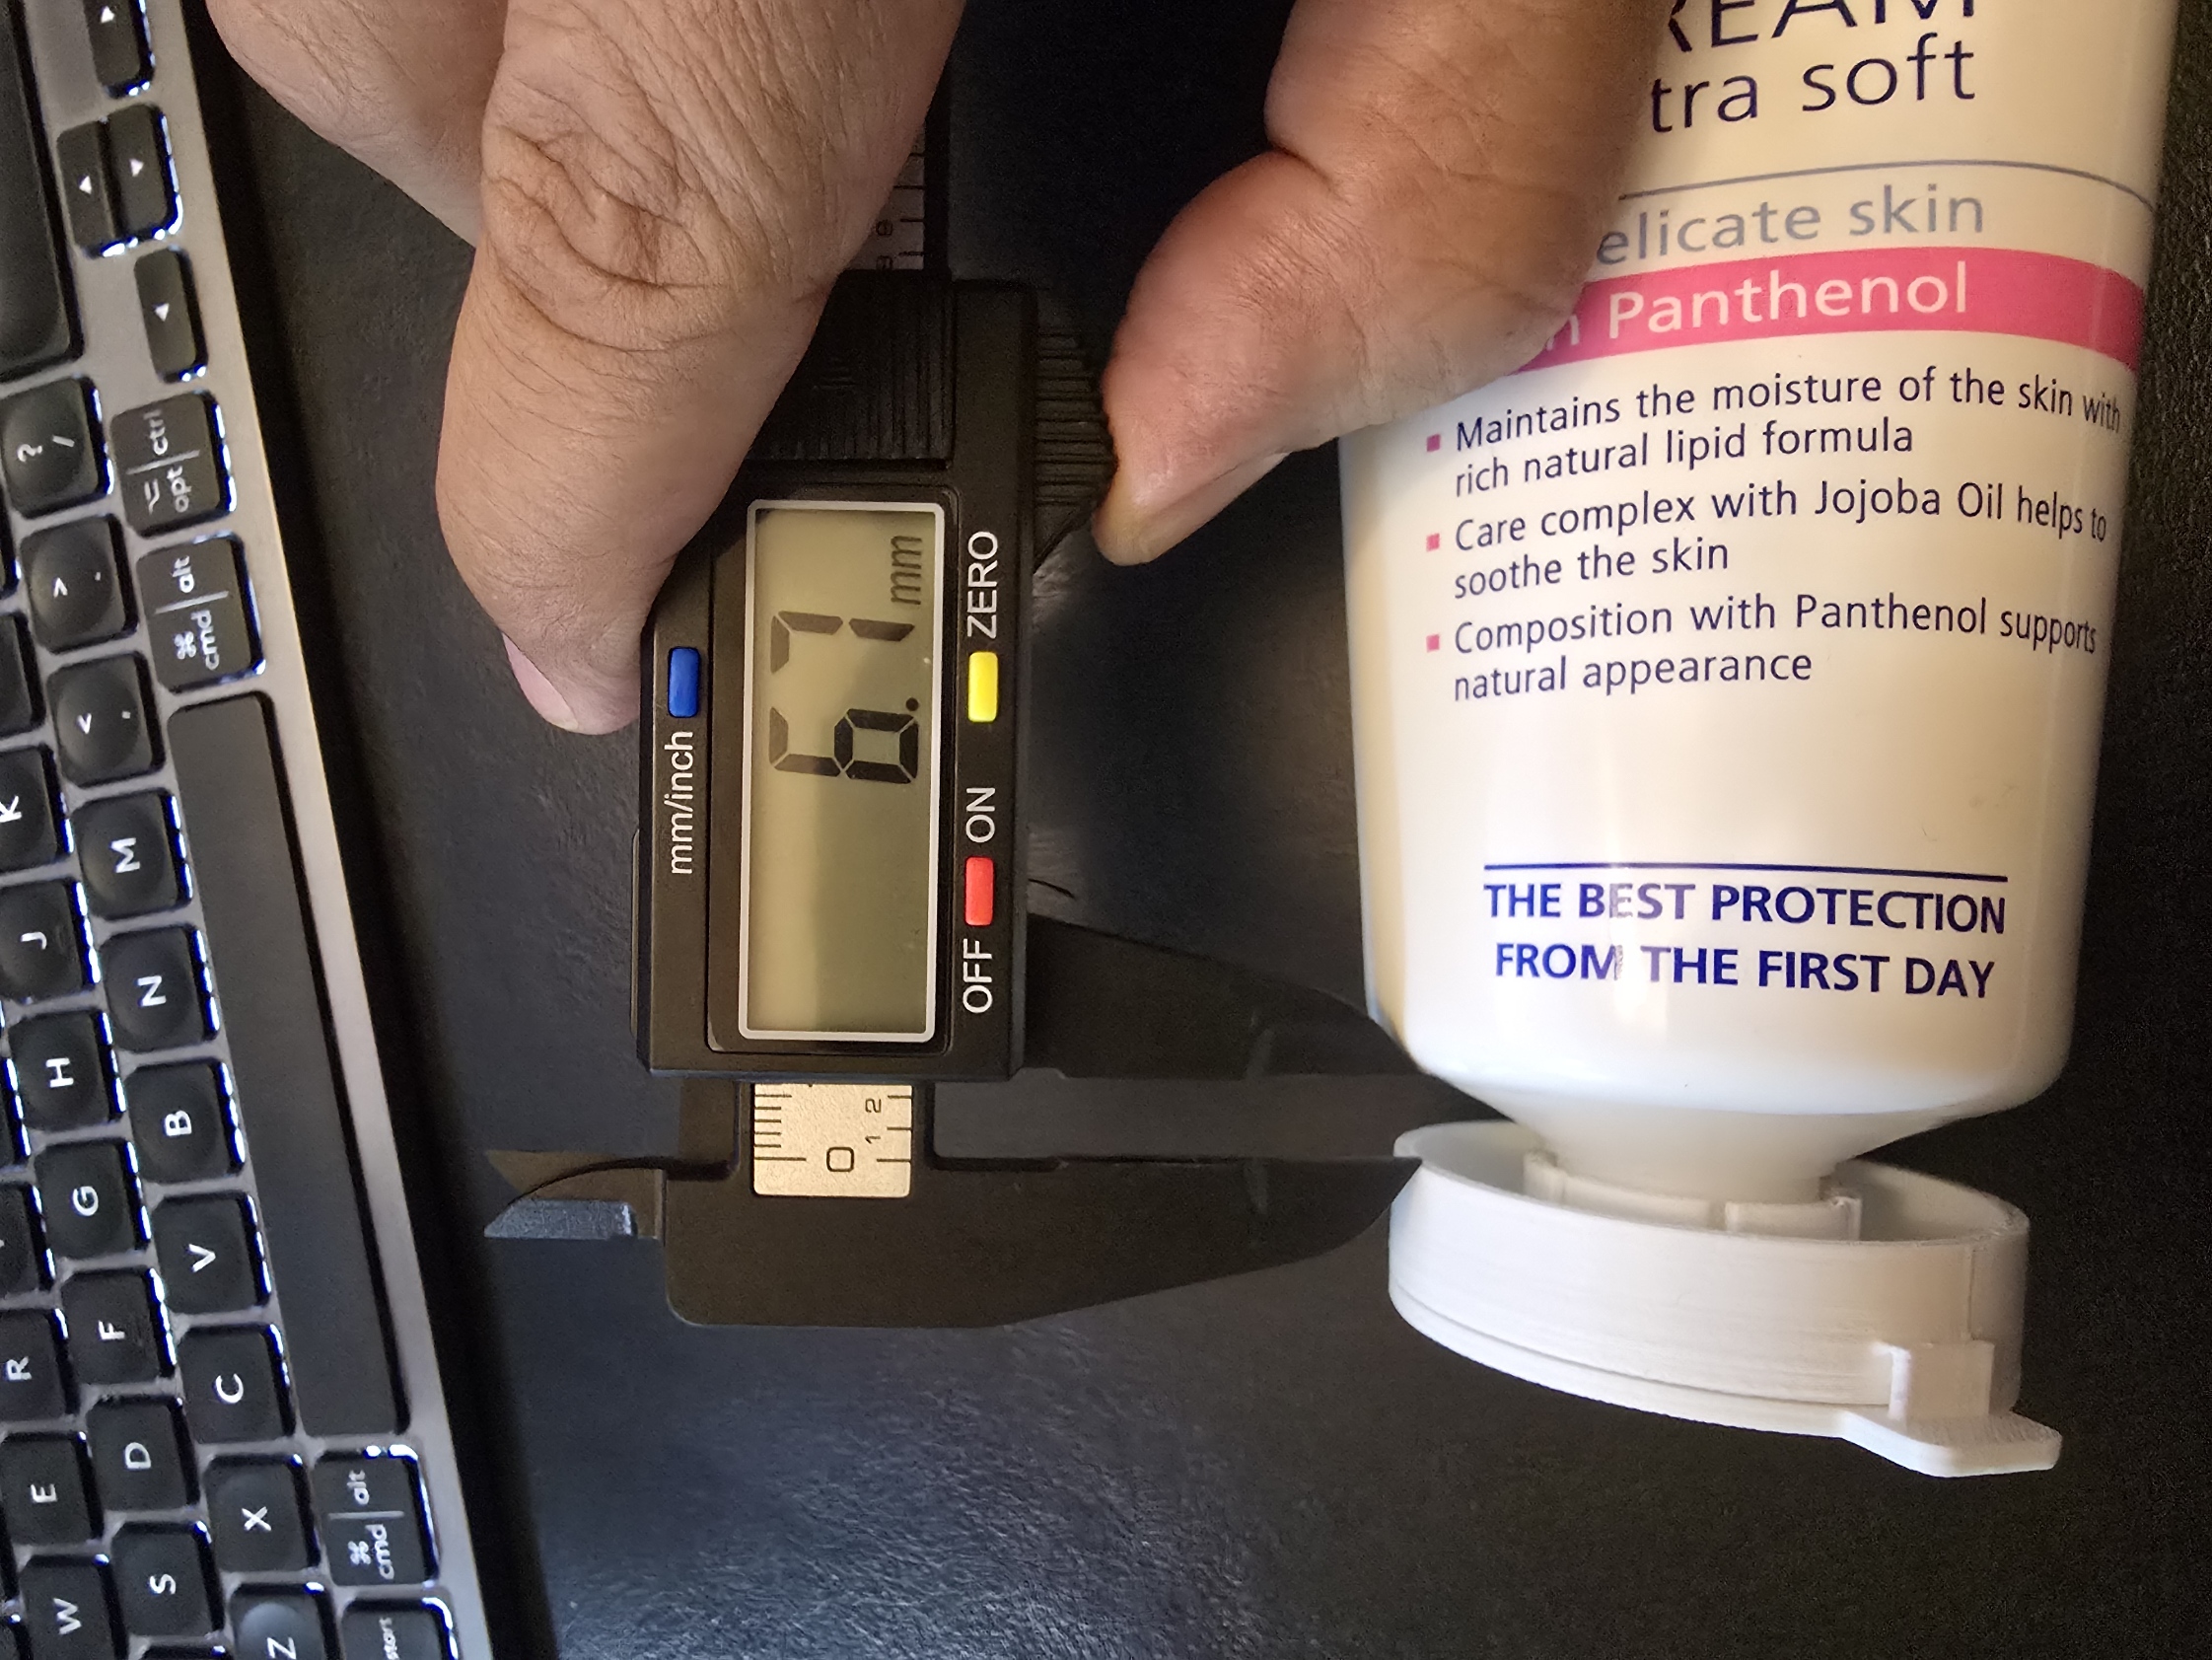 W E R J K
S D F G H < , > . ? /
Z X C V B N M
start ⌘ cmd alt ⌘ cmd alt ⌥ opt ctrl
mm/inch
6.7 mm
0
1 2
OFF ON ZERO
THE BEST PROTECTION
FROM THE FIRST DAY
▪ Maintains the moisture of the skin with
rich natural lipid formula
▪ Care complex with Jojoba Oil helps to
soothe the skin
▪ Composition with Panthenol supports
natural appearance
Panthenol
elicate skin
tra soft